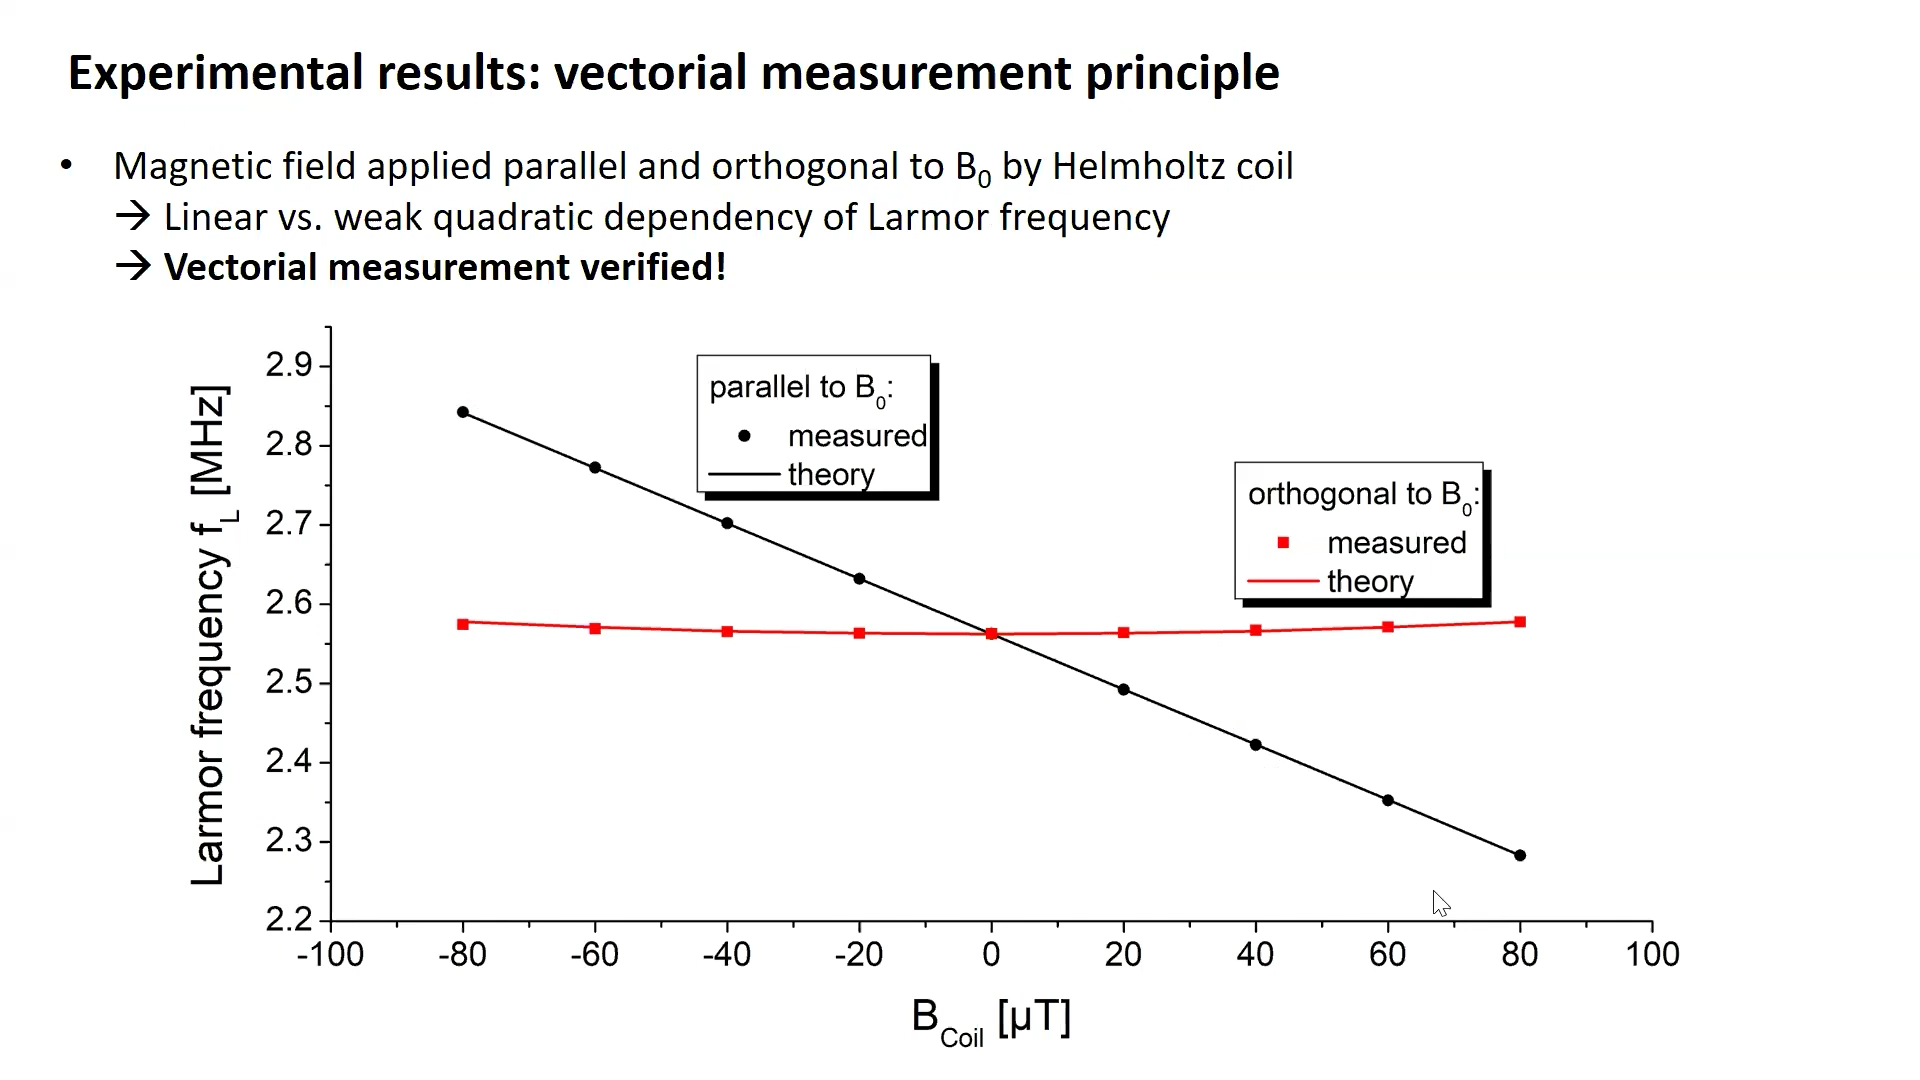 Experimental results: vectorial measurement principle
• Magnetic field applied parallel and orthogonal to B0 by Helmholtz coil
→ Linear vs. weak quadratic dependency of Larmor frequency
→ Vectorial measurement verified!
Larmor frequency fL [MHz]
2.9
2.8
2.7
2.6
2.5
2.4
2.3
2.2
parallel to B0:
measured
theory
orthogonal to B0:
measured
theory
-100 -80 -60 -40 -20 0 20 40 60 80 100
BCoil [µT]